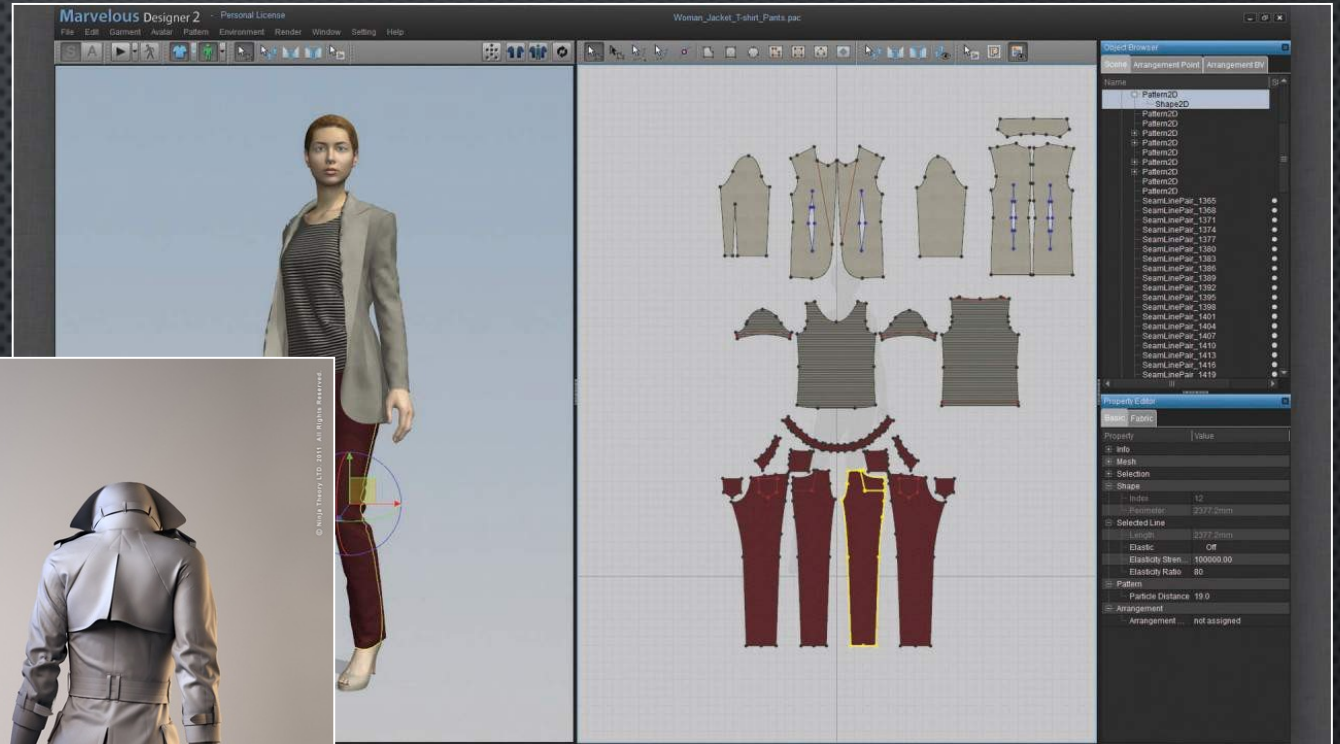 Marvelous Designer 2 - Personal License
Woman_Jacket_T-shirt_Pants.pac
File Edit Garment Avatar Pattern Environment Render Window Setting Help
S A
Object Browser
Scene Arrangement Point Arrangement BV
Name S
Pattern2D
Shape2D
Pattern2D
Pattern2D
Pattern2D
Pattern2D
Pattern2D
Pattern2D
Pattern2D
Pattern2D
Pattern2D
SeamLinePair_1365
SeamLinePair_1368
SeamLinePair_1371
SeamLinePair_1374
SeamLinePair_1377
SeamLinePair_1380
SeamLinePair_1383
SeamLinePair_1386
SeamLinePair_1389
SeamLinePair_1392
SeamLinePair_1395
SeamLinePair_1398
SeamLinePair_1401
SeamLinePair_1404
SeamLinePair_1407
SeamLinePair_1410
SeamLinePair_1413
SeamLinePair_1416
SeamLinePair_1419
Property Editor
Basic Fabric
Property Value
Info
Mesh
Selection
Shape
Index 12
Perimeter 2377.2mm
Selected Line
Length 2377.2mm
Elastic Off
Elasticity Stren... 100000.00
Elasticity Ratio 80
Pattern
Particle Distance 19.0
Arrangement
Arrangement ... not assigned
© Ninja Theory LTD. 2011. All Rights Reserved.